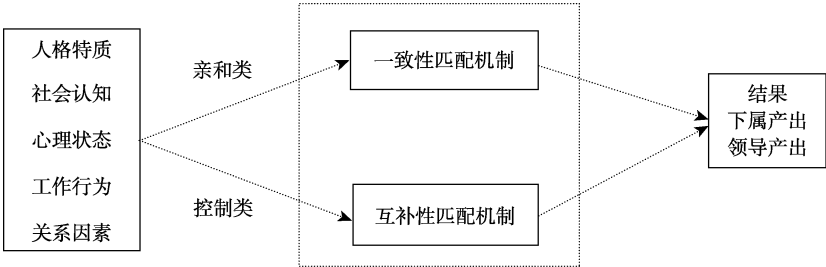 人格特质
社会认知
心理状态
工作行为
关系因素
亲和类
控制类
一致性匹配机制
互补性匹配机制
结果
下属产出
领导产出